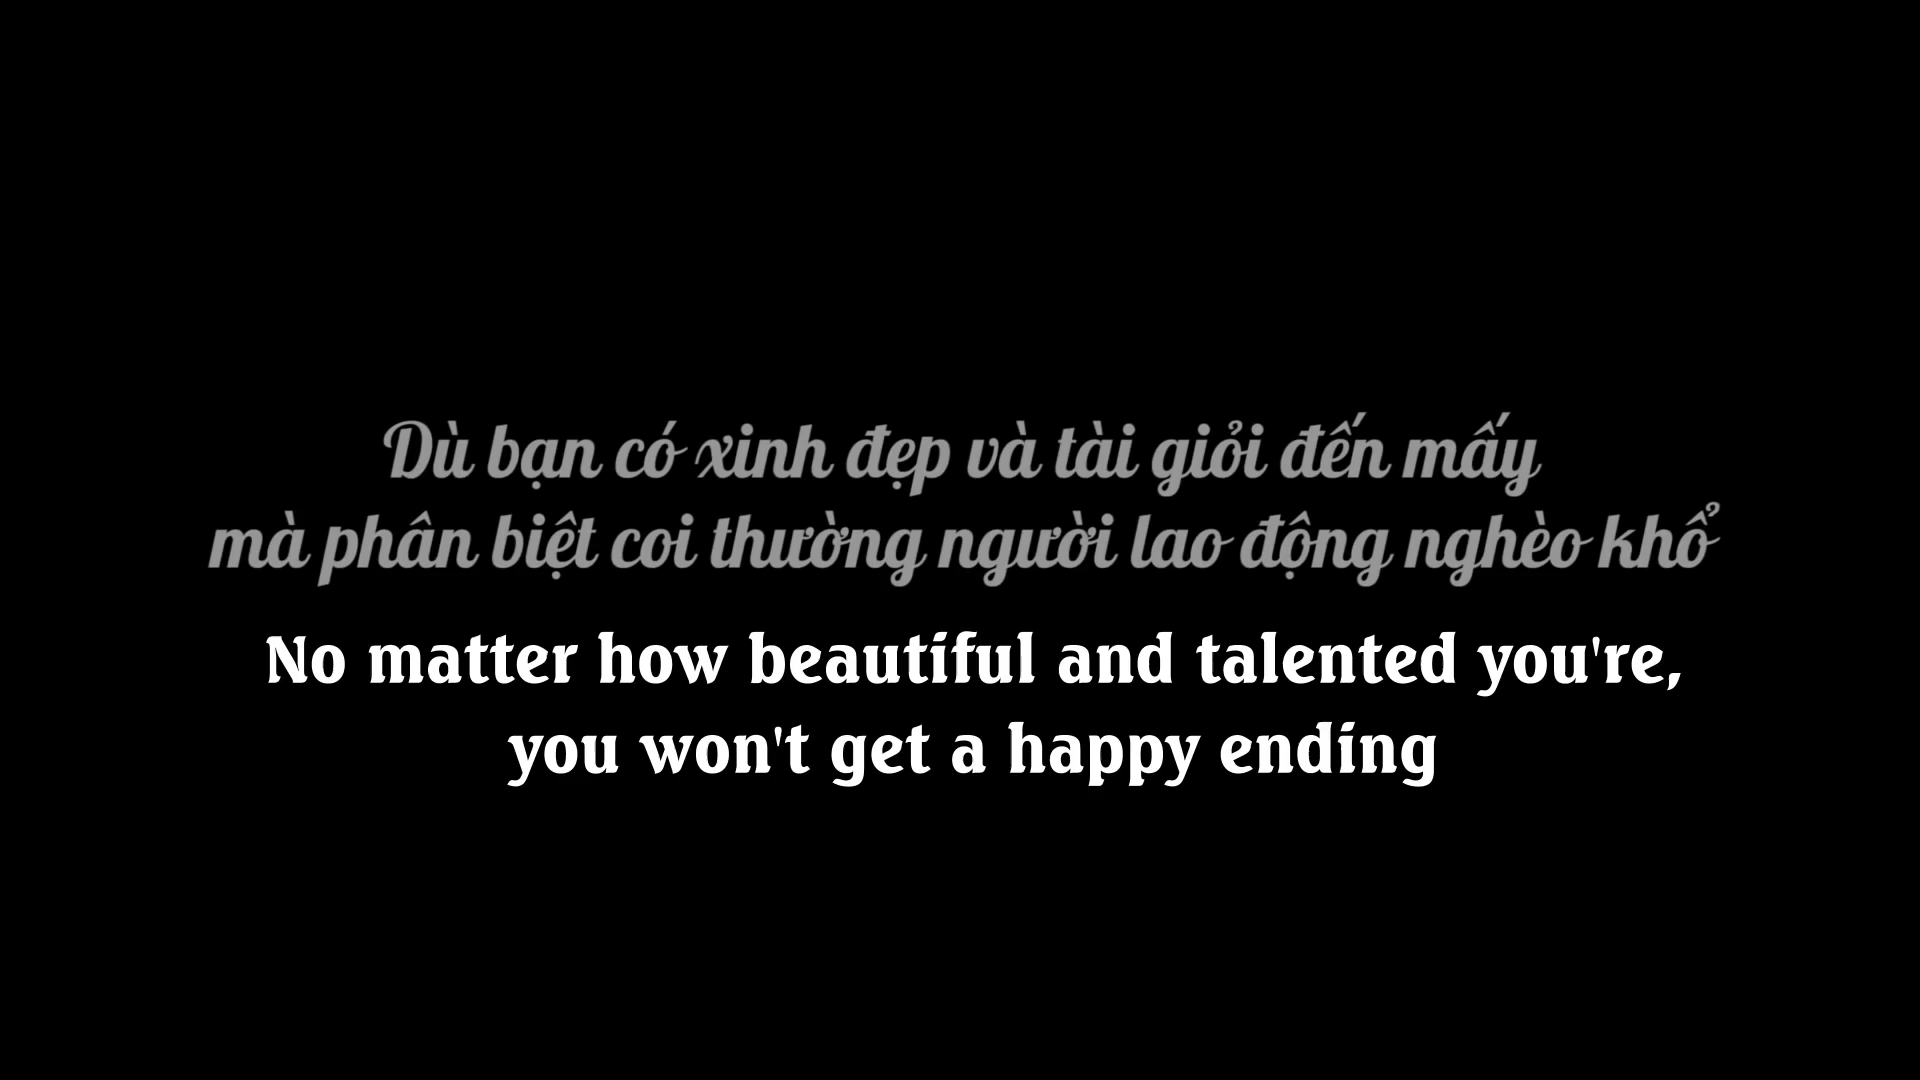 Dù bạn có xinh đẹp và tài giỏi đến mấy
mà phân biệt coi thường người lao động nghèo khổ
No matter how beautiful and talented you're,
you won't get a happy ending